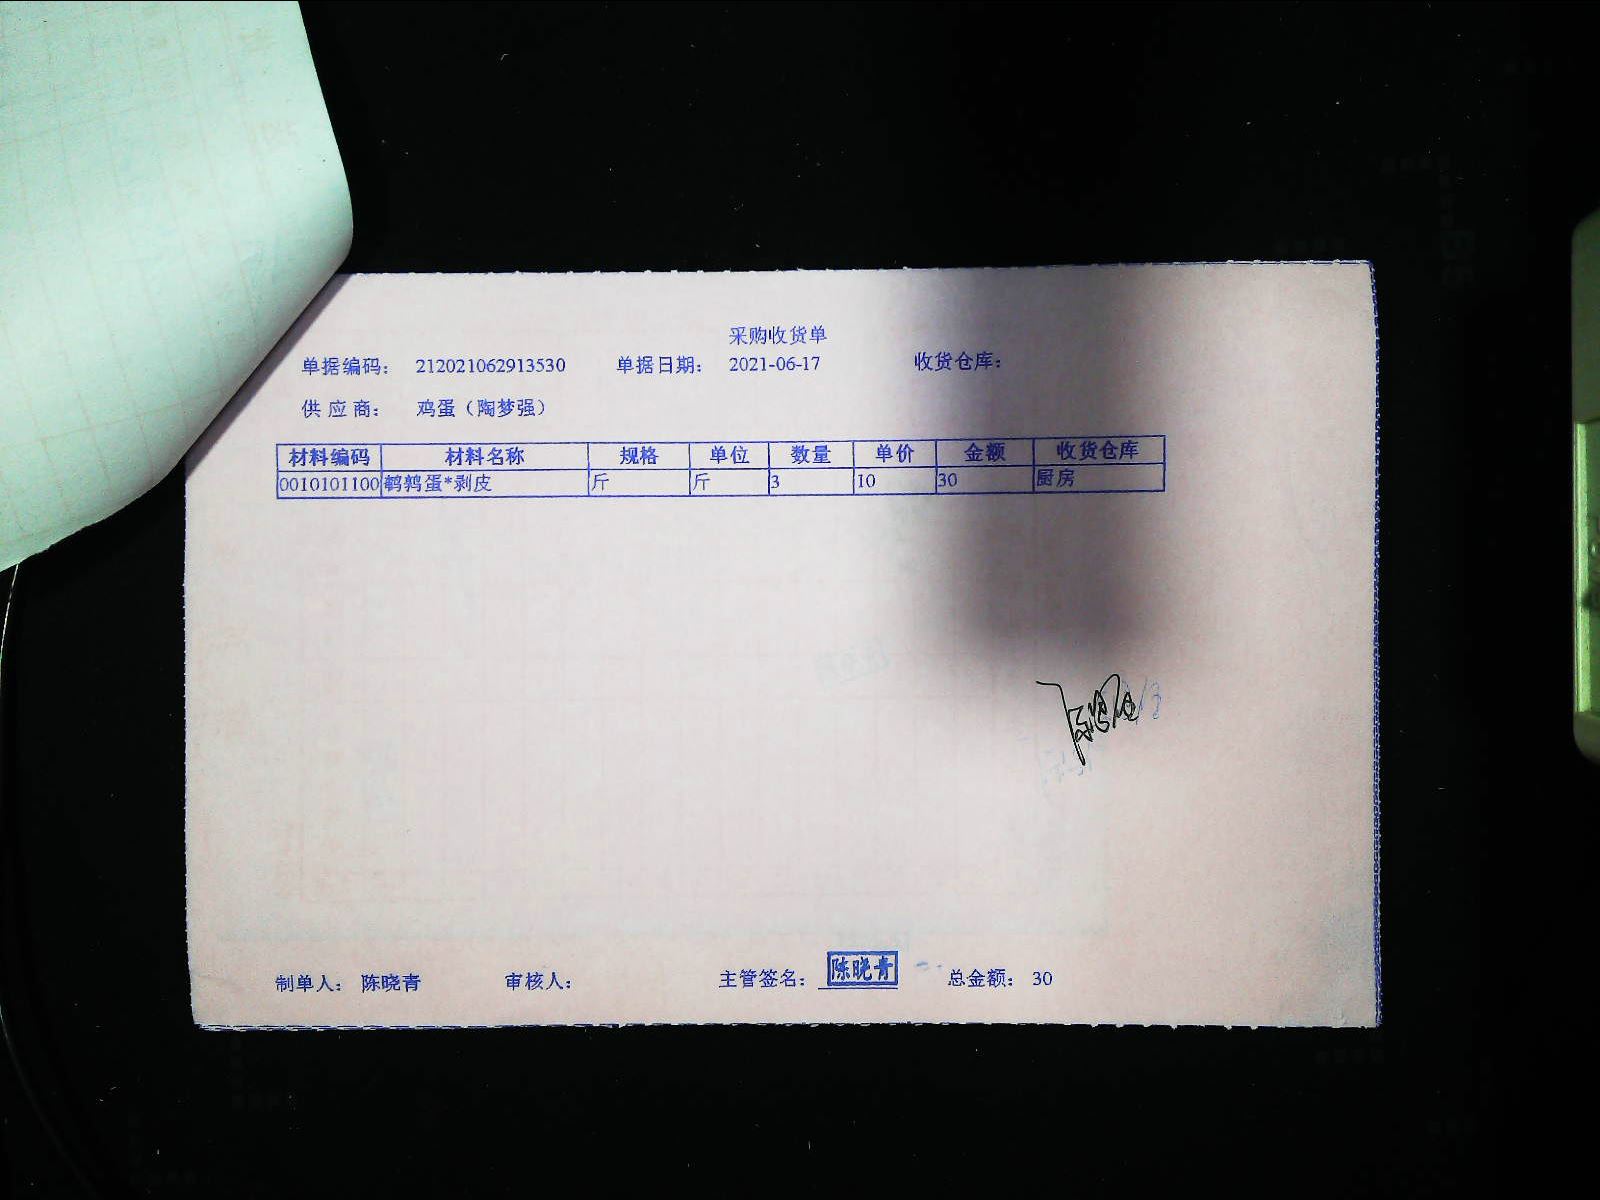 采购收货单
单据编码： 212021062913530 单据日期： 2021-06-17 收货仓库：
供 应 商： 鸡蛋（陶梦强）
材料编码 材料名称 规格 单位 数量 单价 金额 收货仓库
0010101100 鹌鹑蛋*剥皮 斤 斤 3 10 30 厨房
制单人： 陈晓青 审核人： 主管签名： 陈晓青 总金额： 30